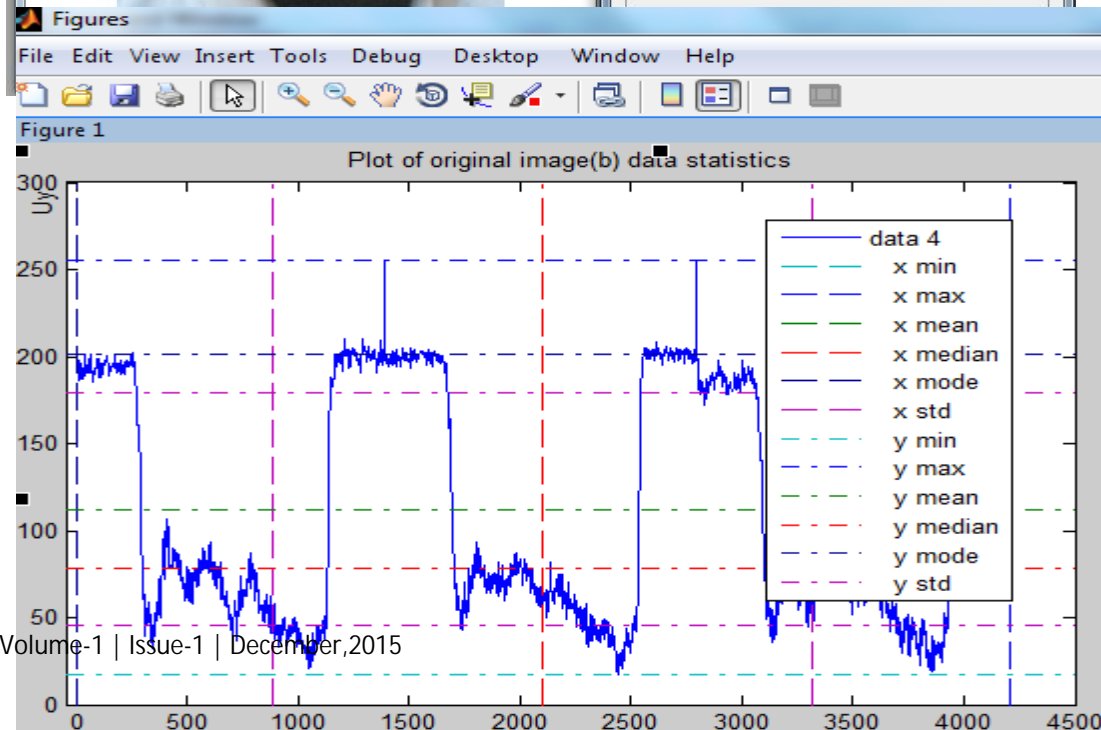 Figures
File Edit View Insert Tools Debug Desktop Window Help
Figure 1
Plot of original image(b) data statistics
300
250
200
150
100
50
0
0 500 1000 1500 2000 2500 3000 3500 4000 4500
data 4
x min
x max
x mean
x median
x mode
x std
y min
y max
y mean
y median
y mode
y std
Volume-1 | Issue-1 | December,2015